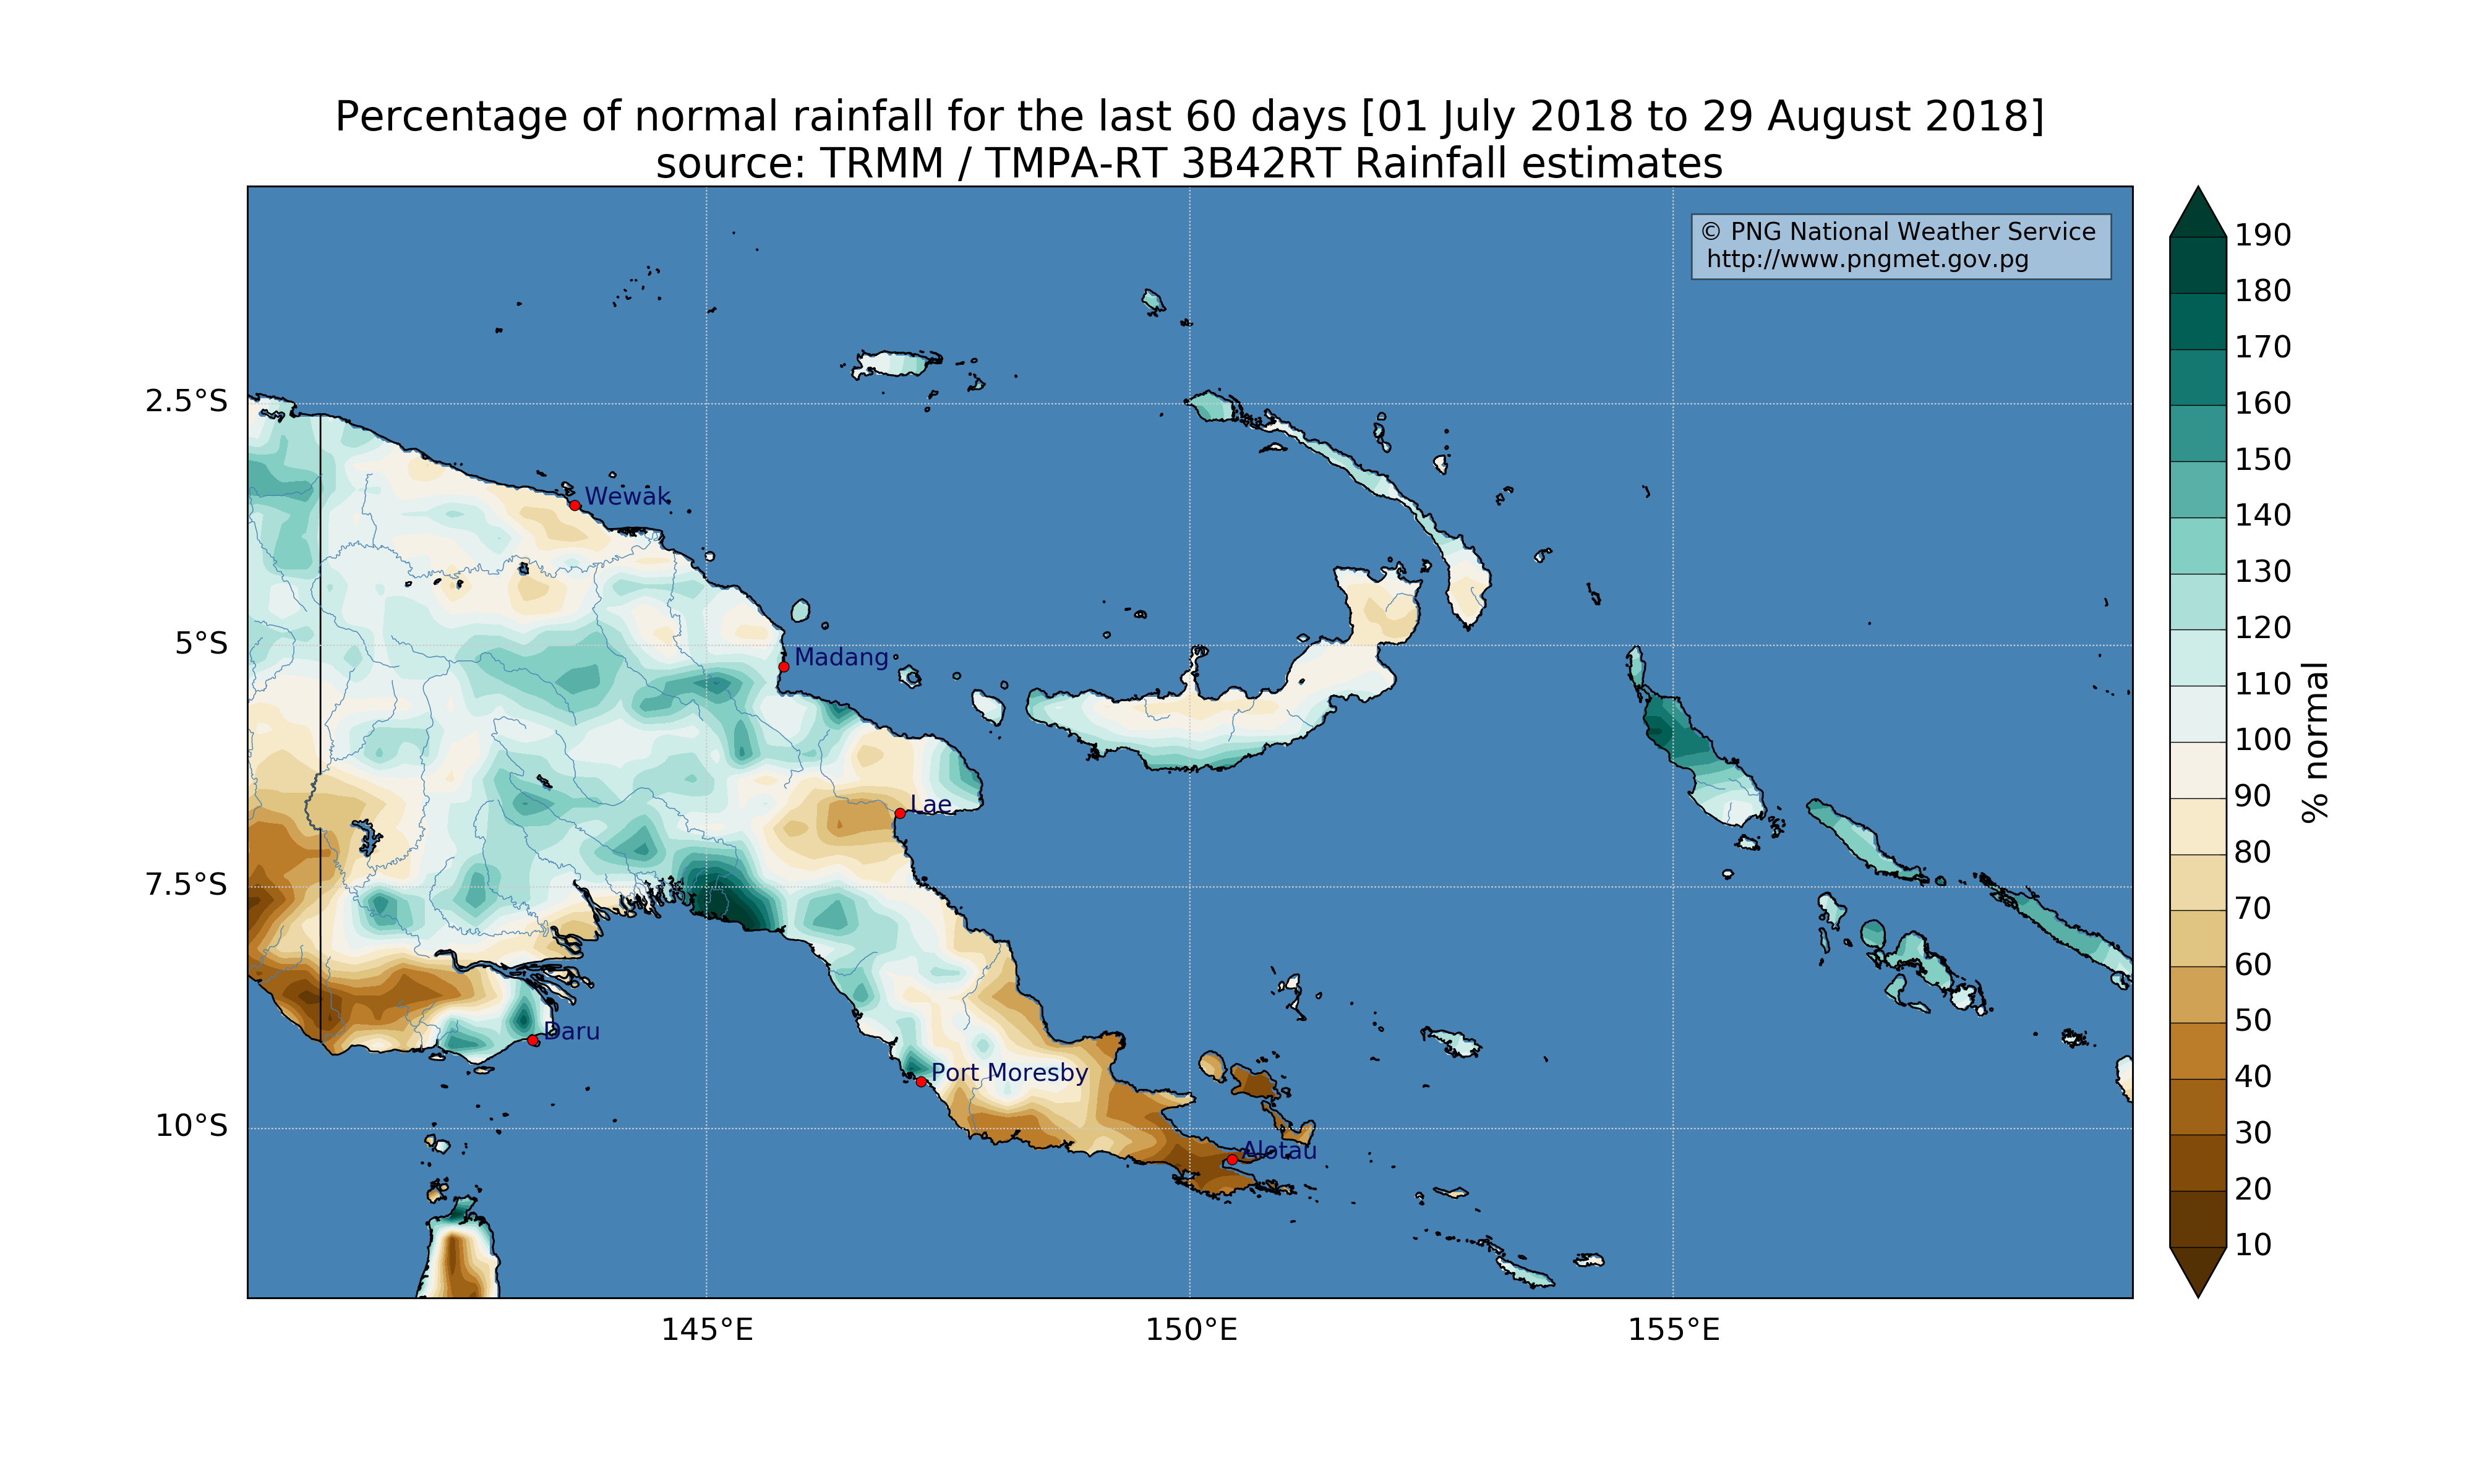 Percentage of normal rainfall for the last 60 days [01 July 2018 to 29 August 2018]
source: TRMM / TMPA-RT 3B42RT Rainfall estimates
© PNG National Weather Service
http://www.pngmet.gov.pg
2.5°S
5°S
7.5°S
10°S
145°E
150°E
155°E
Wewak
Madang
Lae
Daru
Port Moresby
Alotau
190
180
170
160
150
140
130
120
110
100
90
80
70
60
50
40
30
20
10
% normal